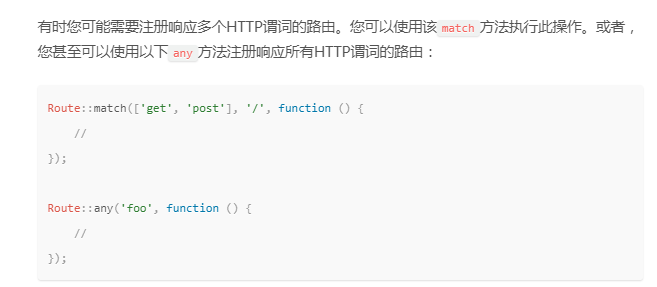 有时您可能需要注册响应多个HTTP谓词的路由。您可以使用该 match 方法执行此操作。或者，
您甚至可以使用以下 any 方法注册响应所有HTTP谓词的路由：
Route::match(['get', 'post'], '/', function () {
    //
});
Route::any('foo', function () {
    //
});